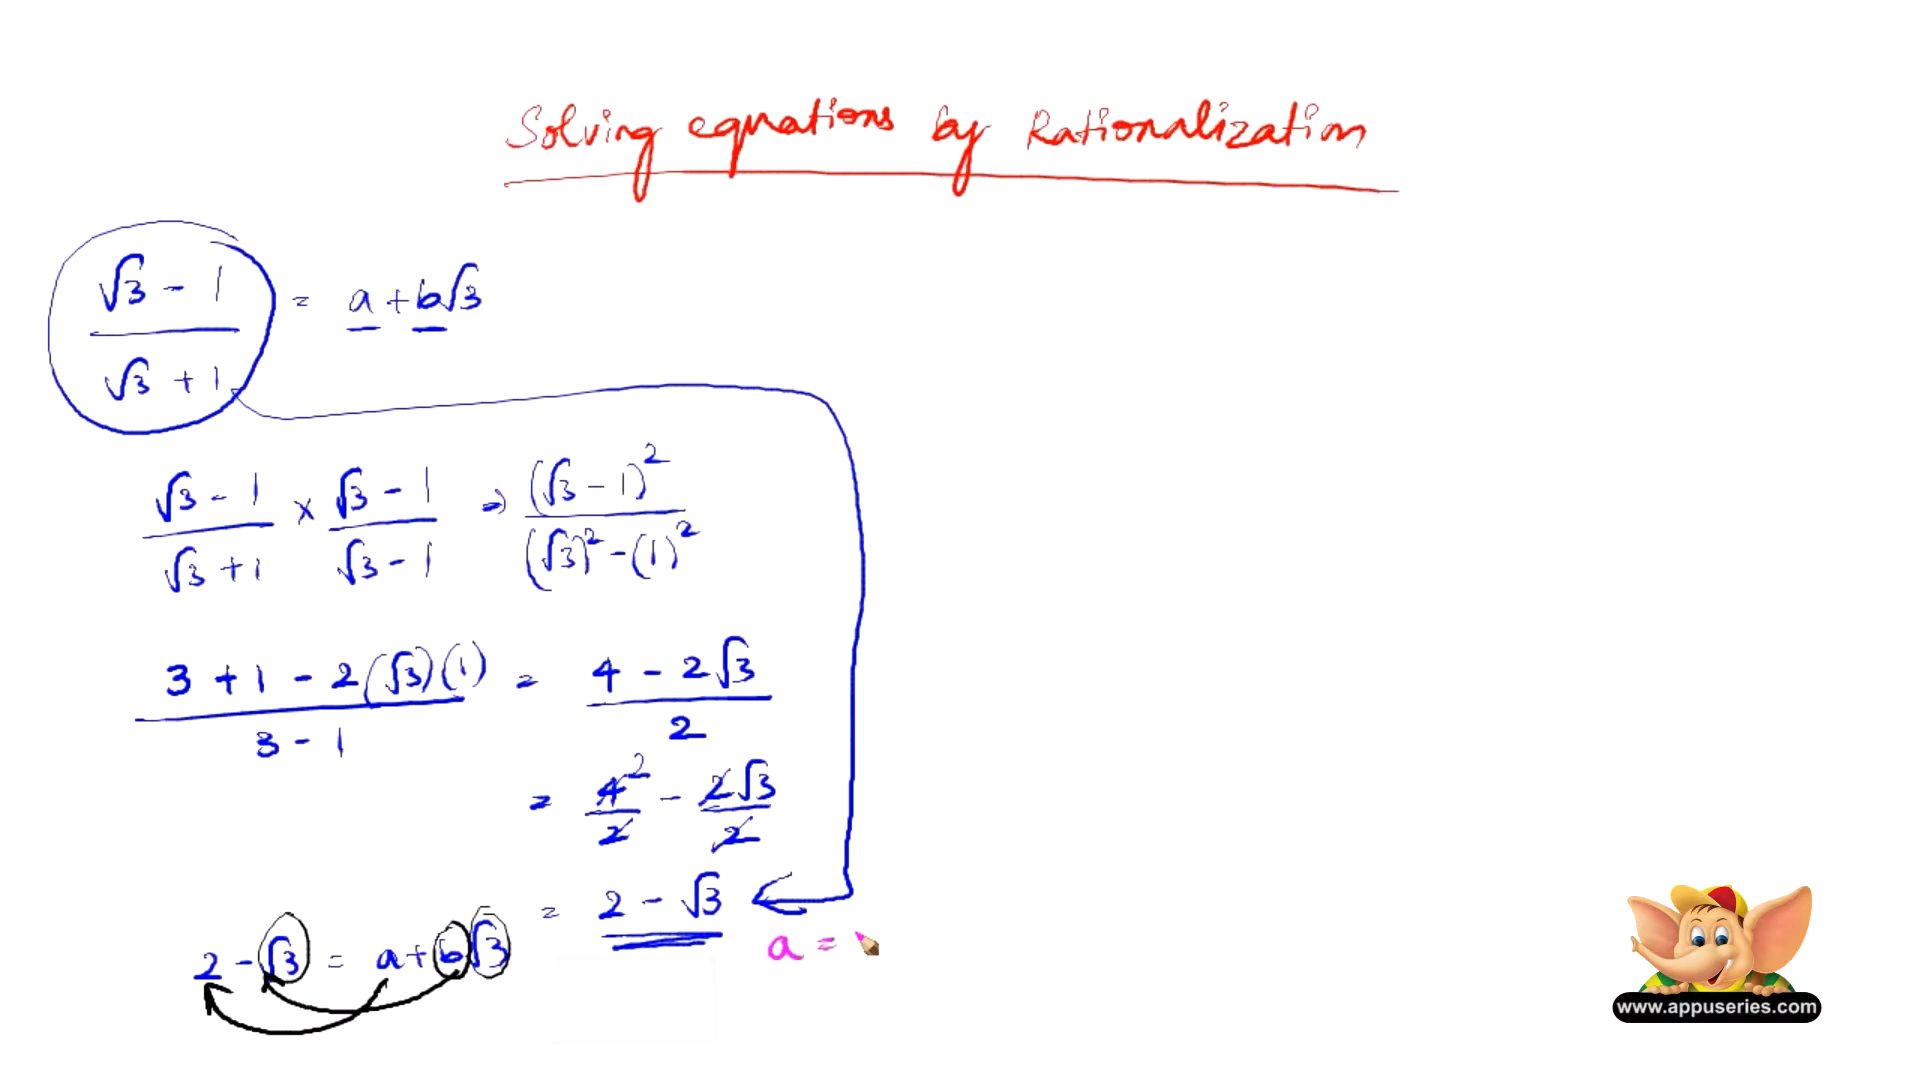 Solving equations by Rationalization
√3 - 1 / √3 + 1 = a + b√3
√3 - 1 / √3 + 1 × √3 - 1 / √3 - 1 ⇒ (√3 - 1)² / (√3)² - (1)²
3 + 1 - 2(√3)(1) / 3 - 1 = 4 - 2√3 / 2
= 4² / 2 - 2√3 / 2
= 2 - √3
2 - √3 = a + b√3
a =
www.appuseries.com